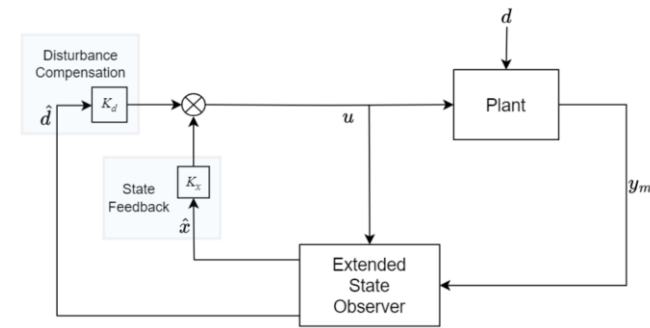 d
Disturbance
Compensation
K_d
d̂
u
Plant
State
Feedback
K_x
x̂
y_m
Extended
State
Observer